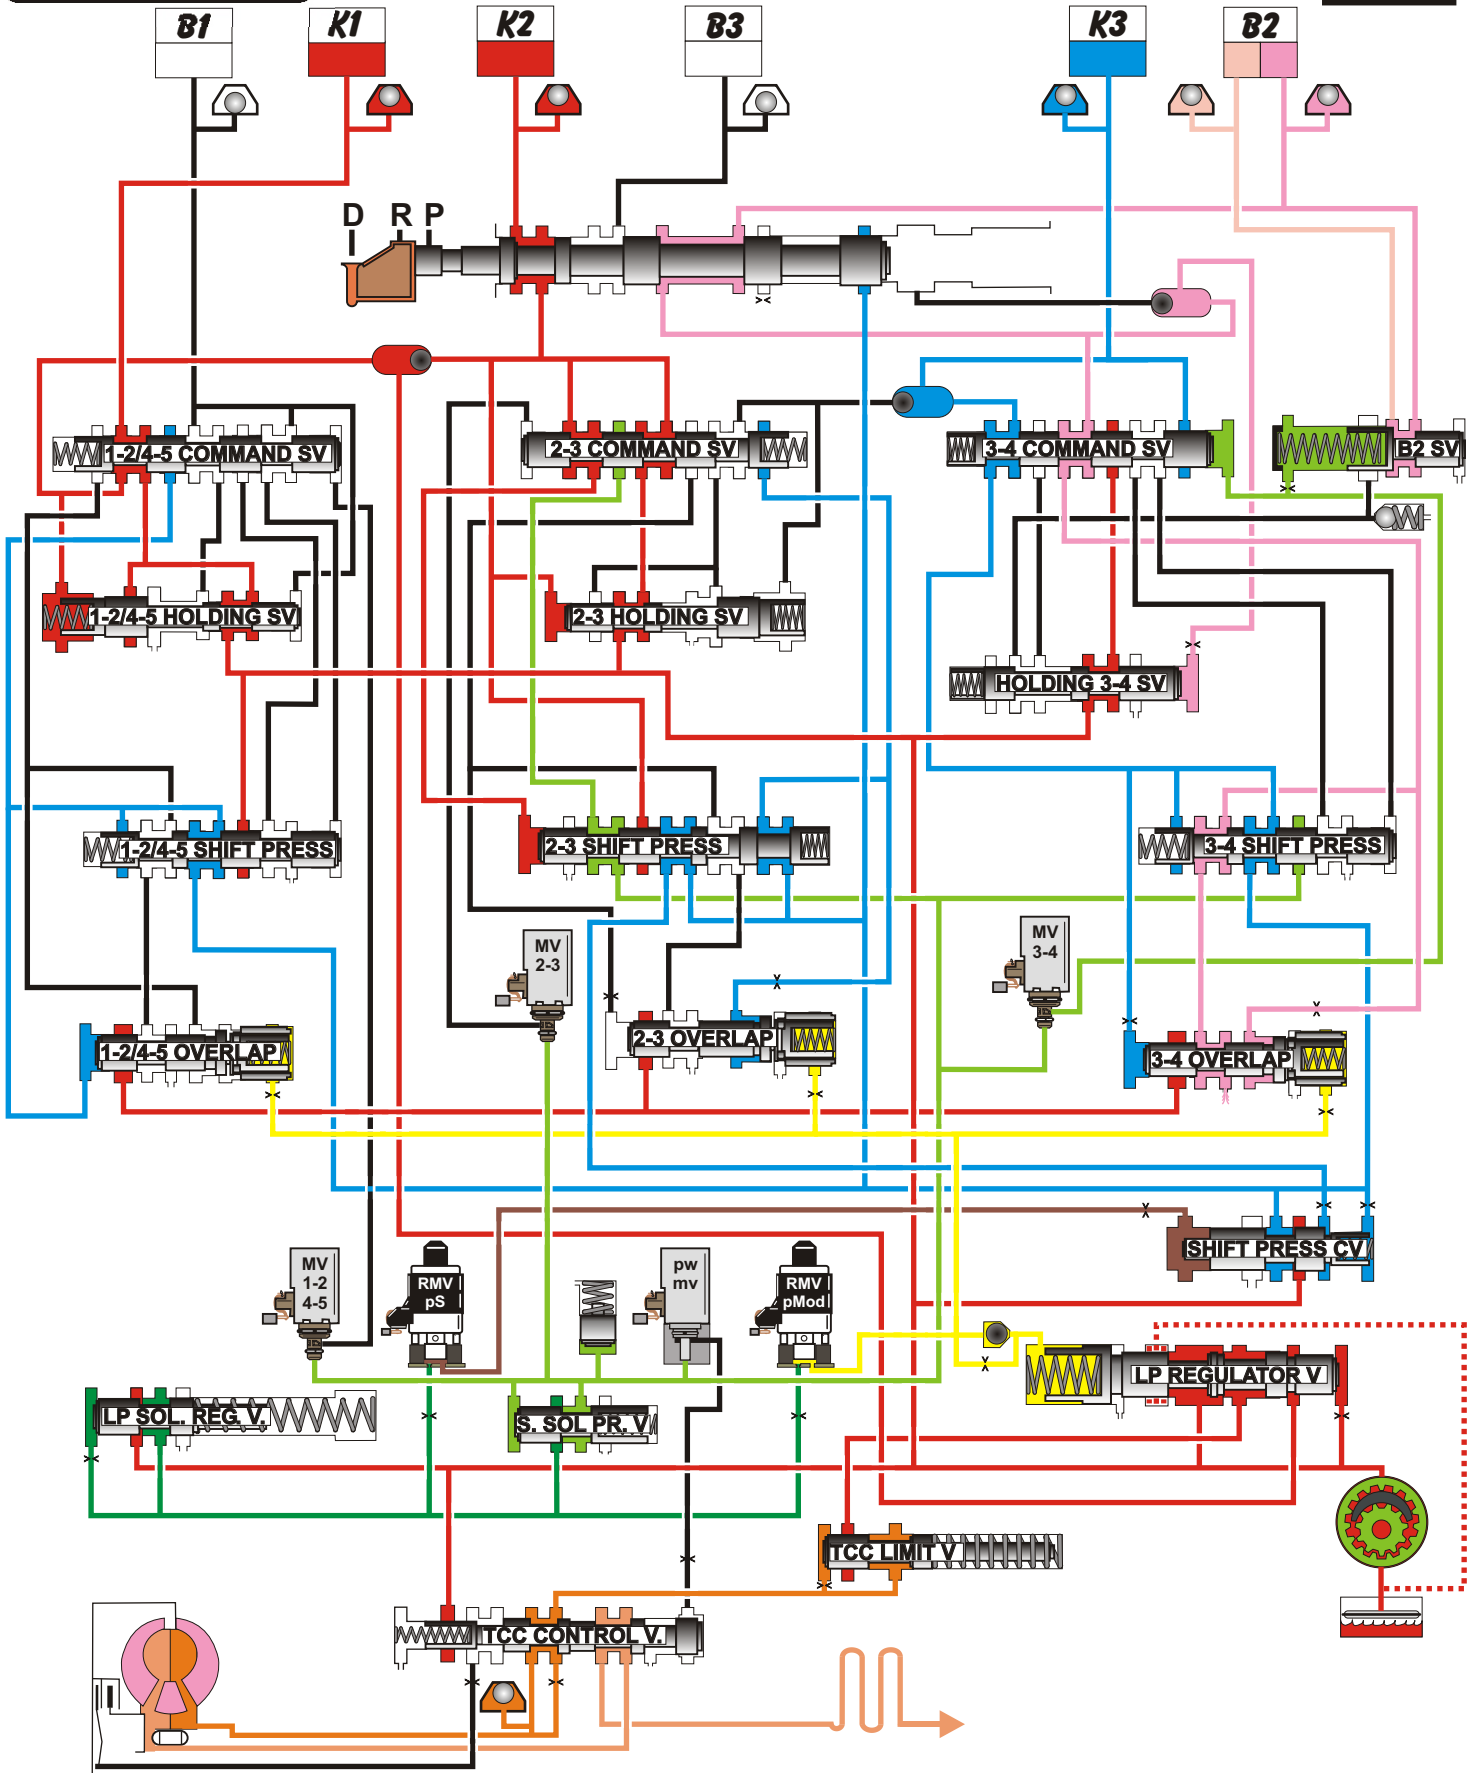 B1
K1
K2
B3
K3
B2
D R P
1-2/4-5 COMMAND SV
2-3 COMMAND SV
3-4 COMMAND SV
B2 SV
1-2/4-5 HOLDING SV
2-3 HOLDING SV
HOLDING 3-4 SV
1-2/4-5 SHIFT PRESS
2-3 SHIFT PRESS
3-4 SHIFT PRESS
MV
2-3
MV
3-4
1-2/4-5 OVERLAP
2-3 OVERLAP
3-4 OVERLAP
SHIFT PRESS CV
MV
1-2
4-5
RMV
pS
pw
mv
RMV
pMod
LP REGULATOR V
LP SOL. REG. V.
S. SOL PR. V
TCC LIMIT V
TCC CONTROL V.